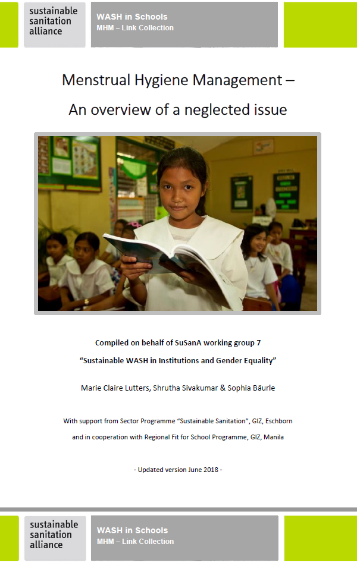 sustainable
sanitation
alliance
WASH in Schools
MHM – Link Collection
Menstrual Hygiene Management –
An overview of a neglected issue
Compiled on behalf of SuSanA working group 7
“Sustainable WASH in Institutions and Gender Equality”
Marie Claire Lutters, Shrutha Sivakumar & Sophia Bäurle
With support from Sector Programme “Sustainable Sanitation”, GIZ, Eschborn
and in cooperation with Regional Fit for School Programme, GIZ, Manila
- Updated version June 2018 -
sustainable
sanitation
alliance
WASH in Schools
MHM – Link Collection